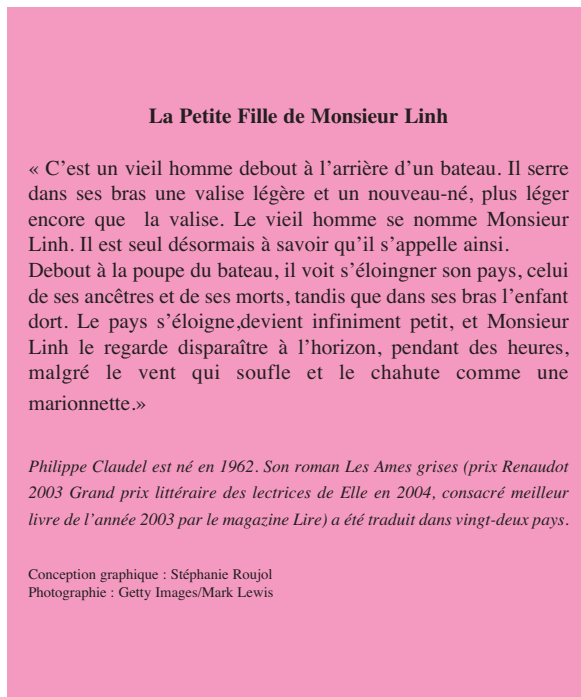 La Petite Fille de Monsieur Linh
« C’est un vieil homme debout à l’arrière d’un bateau. Il serre
dans ses bras une valise légère et un nouveau-né, plus léger
encore que  la valise. Le vieil homme se nomme Monsieur
Linh. Il est seul désormais à savoir qu’il s’appelle ainsi.
Debout à la poupe du bateau, il voit s’éloingner son pays, celui
de ses ancêtres et de ses morts, tandis que dans ses bras l’enfant
dort. Le pays s’éloigne,devient infiniment petit, et Monsieur
Linh le regarde disparaître à l’horizon, pendant des heures,
malgré le vent qui soufle et le chahute comme une
marionnette.»
Philippe Claudel est né en 1962. Son roman Les Ames grises (prix Renaudot
2003 Grand prix littéraire des lectrices de Elle en 2004, consacré meilleur
livre de l’année 2003 par le magazine Lire) a été traduit dans vingt-deux pays.
Conception graphique : Stéphanie Roujol
Photographie : Getty Images/Mark Lewis